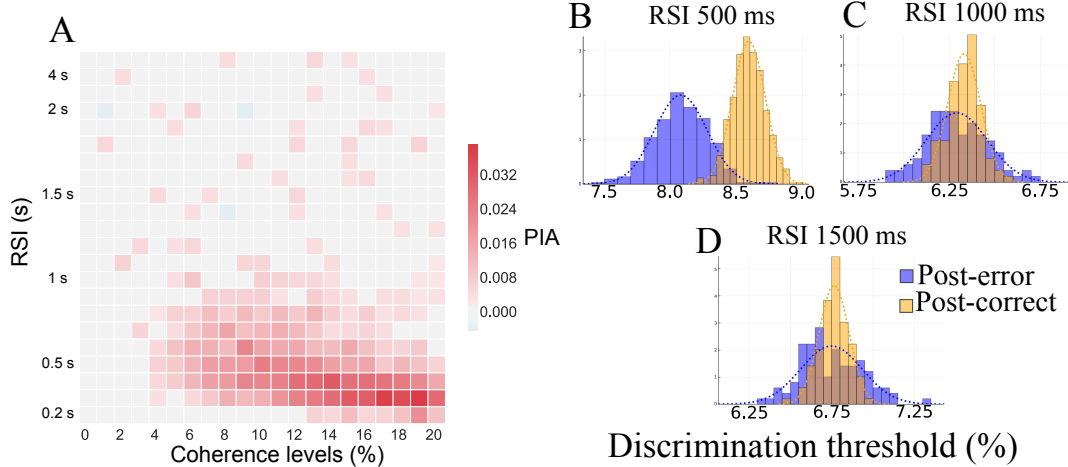 A
4 s
2 s
1.5 s
1 s
0.5 s
0.2 s
RSI (s)
0 2 4 6 8 10 12 14 16 18 20
Coherence levels (%)
0.032
0.024
0.016
0.008
0.000
PIA
B
RSI 500 ms
7.5 8.0 8.5 9.0
C
RSI 1000 ms
5.75 6.25 6.75
D
RSI 1500 ms
6.25 6.75 7.25
Post-error
Post-correct
Discrimination threshold (%)